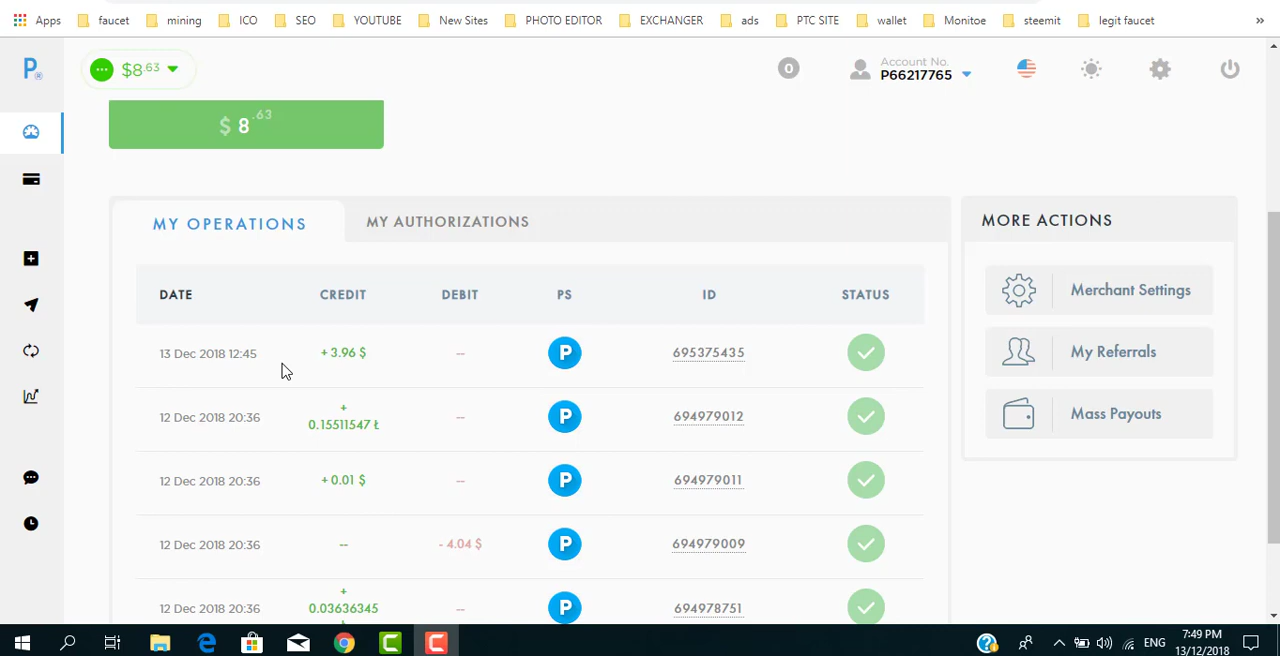 Apps faucet mining ICO SEO YOUTUBE New Sites PHOTO EDITOR EXCHANGER ads PTC SITE wallet Monitoe steemit legit faucet »
P $8.63 0 Account No.
P66217765
$ 8.63
MY OPERATIONS MY AUTHORIZATIONS MORE ACTIONS
DATE CREDIT DEBIT PS ID STATUS
Merchant Settings
13 Dec 2018 12:45 + 3.96 $ -- P 695375435
My Referrals
12 Dec 2018 20:36 + -- P 694979012
0.15511547 Ł
Mass Payouts
12 Dec 2018 20:36 + 0.01 $ -- P 694979011
12 Dec 2018 20:36 -- - 4.04 $ P 694979009
12 Dec 2018 20:36 + -- P 694978751
0.03636345
ENG 7:49 PM
13/12/2018